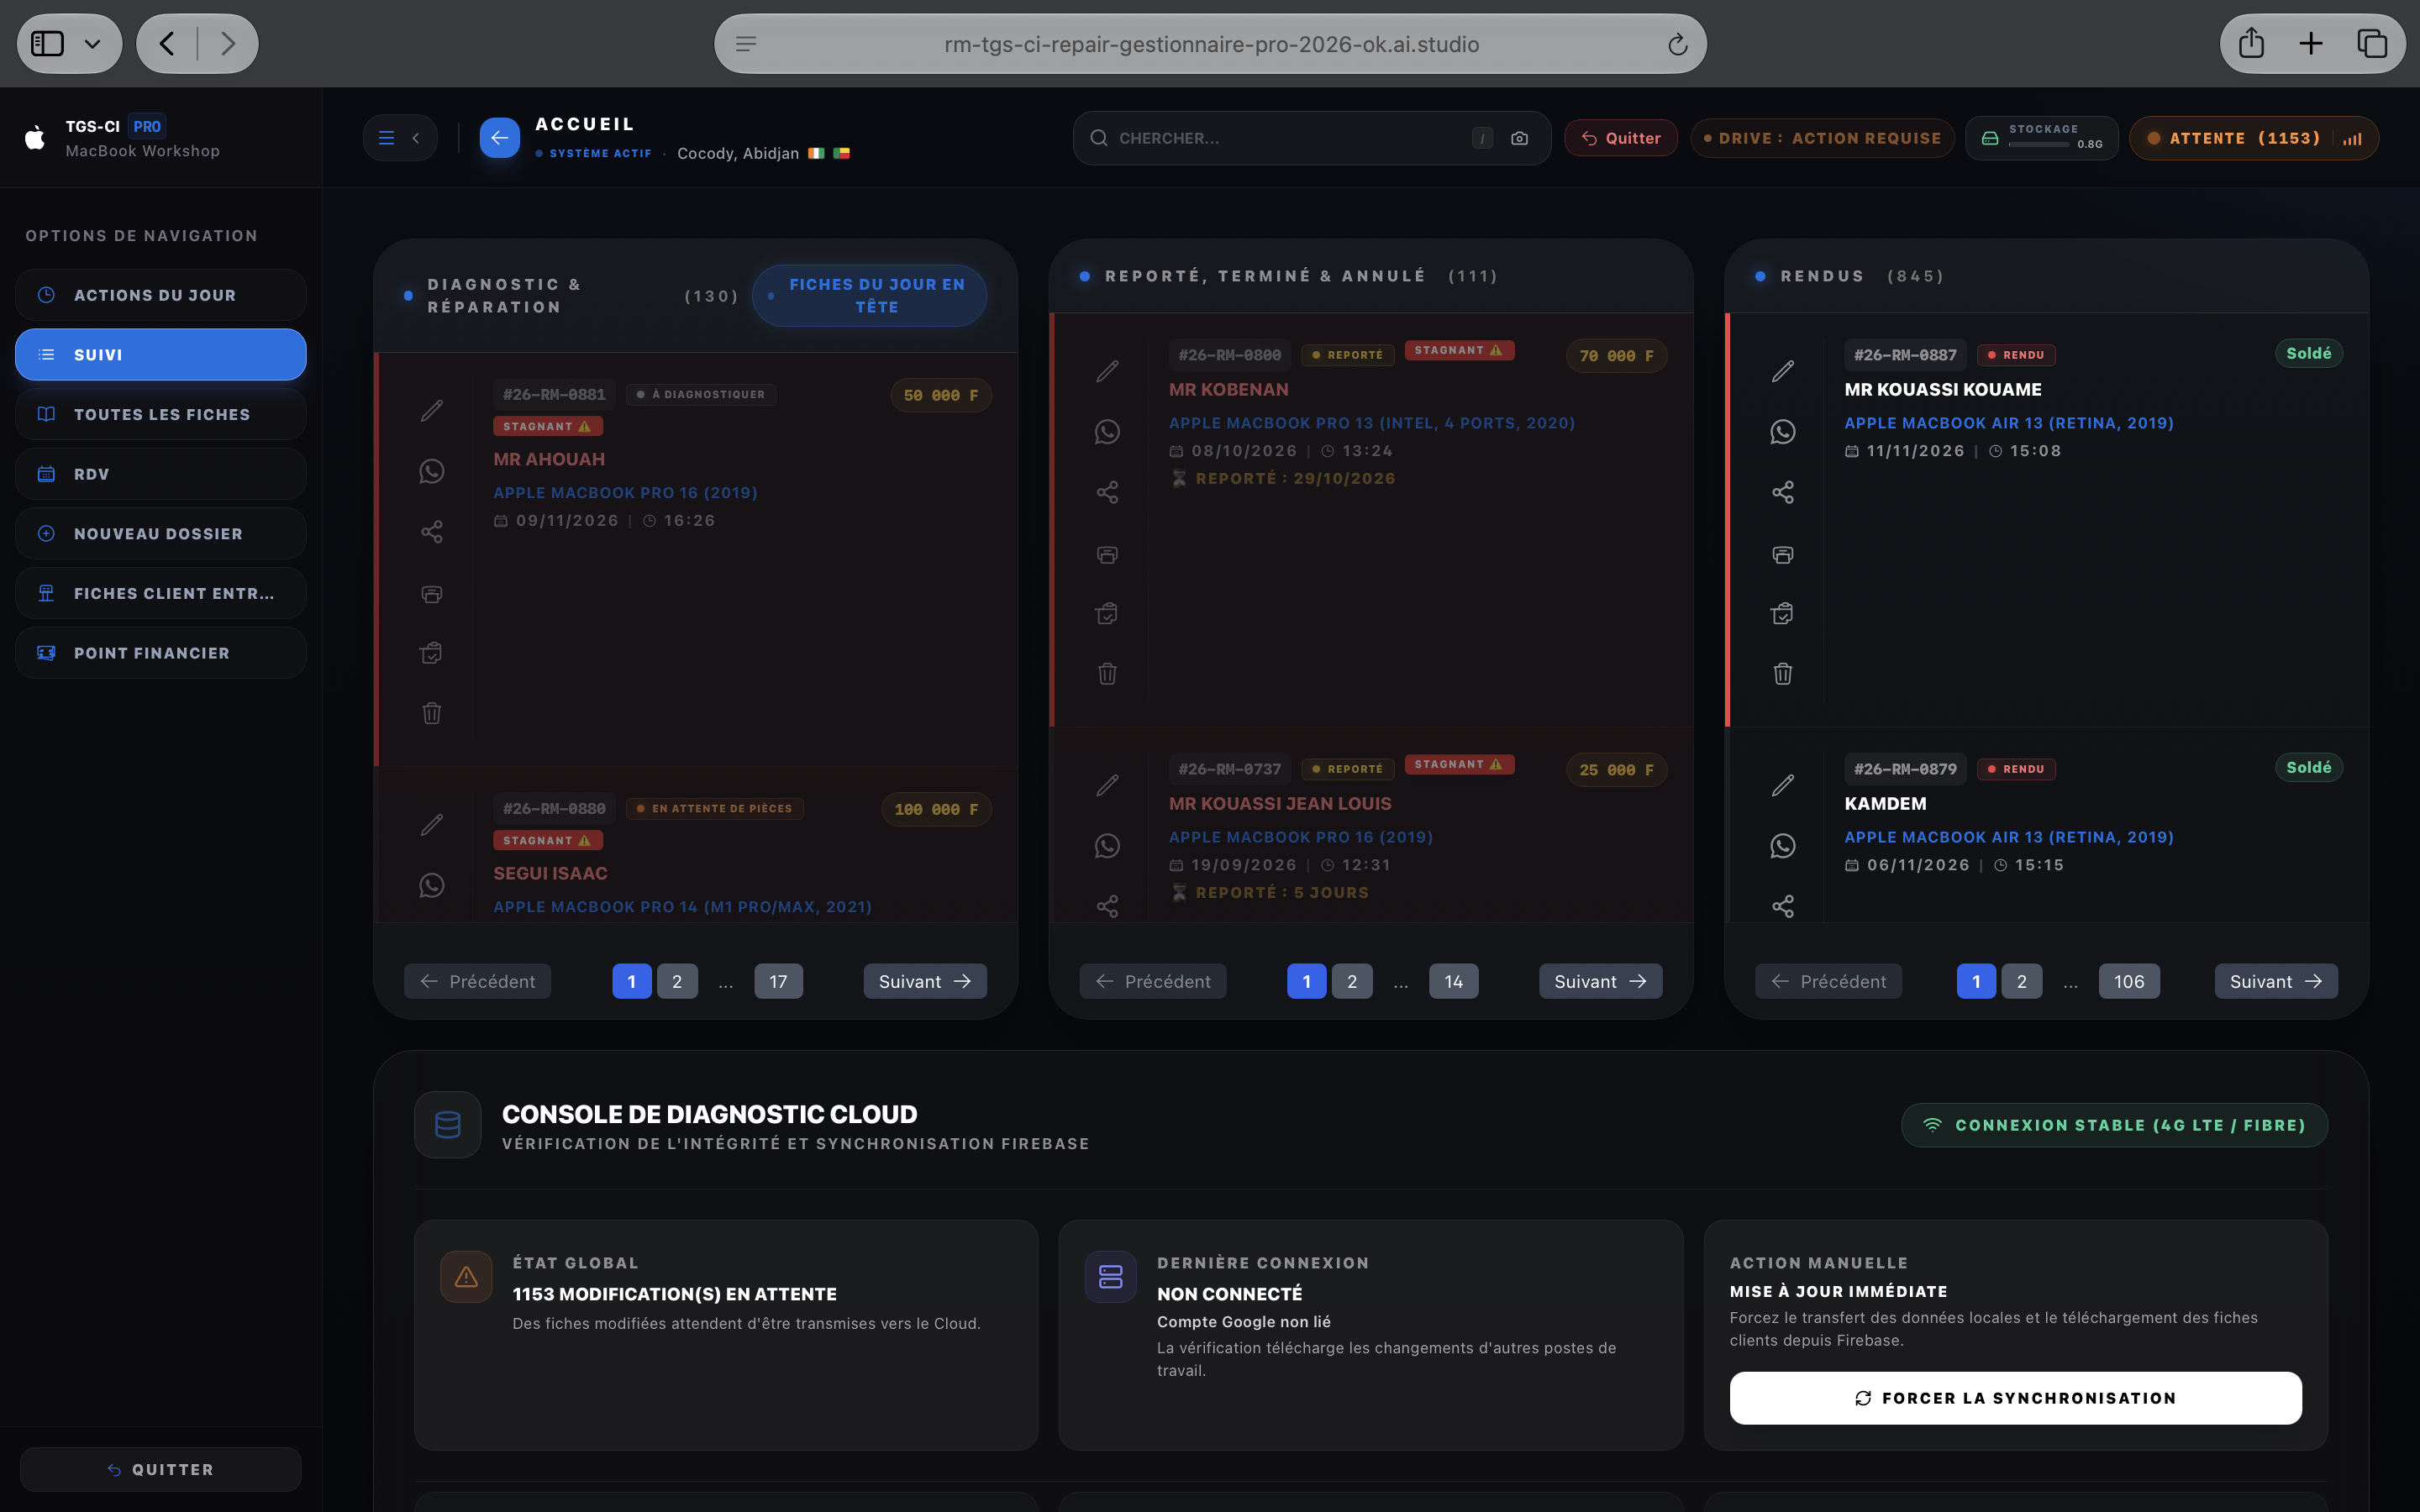 rm-tgs-ci-repair-gestionnaire-pro-2026-ok.ai.studio
TGS-CI PRO
MacBook Workshop
ACCUEIL
SYSTÈME ACTIF · Cocody, Abidjan 🇨🇮 🇧🇯
CHERCHER... /
Quitter
DRIVE : ACTION REQUISE
STOCKAGE
0.8G
ATTENTE (1153)
OPTIONS DE NAVIGATION
ACTIONS DU JOUR
SUIVI
TOUTES LES FICHES
RDV
NOUVEAU DOSSIER
FICHES CLIENT ENTR...
POINT FINANCIER
QUITTER
DIAGNOSTIC &
RÉPARATION
(130)
FICHES DU JOUR EN
TÊTE
#26-RM-0881 À DIAGNOSTIQUER 50 000 F
STAGNANT ⚠️
MR AHOUAH
APPLE MACBOOK PRO 16 (2019)
09/11/2026 | 16:26
#26-RM-0880 EN ATTENTE DE PIÈCES 100 000 F
STAGNANT ⚠️
SEGUI ISAAC
APPLE MACBOOK PRO 14 (M1 PRO/MAX, 2021)
← Précédent 1 2 ... 17 Suivant →
REPORTÉ, TERMINÉ & ANNULÉ (111)
#26-RM-0800 REPORTÉ STAGNANT ⚠️ 70 000 F
MR KOBENAN
APPLE MACBOOK PRO 13 (INTEL, 4 PORTS, 2020)
08/10/2026 | 13:24
⏳ REPORTÉ : 29/10/2026
#26-RM-0737 REPORTÉ STAGNANT ⚠️ 25 000 F
MR KOUASSI JEAN LOUIS
APPLE MACBOOK PRO 16 (2019)
19/09/2026 | 12:31
⏳ REPORTÉ : 5 JOURS
← Précédent 1 2 ... 14 Suivant →
RENDUS (845)
#26-RM-0887 RENDU Soldé
MR KOUASSI KOUAME
APPLE MACBOOK AIR 13 (RETINA, 2019)
11/11/2026 | 15:08
#26-RM-0879 RENDU Soldé
KAMDEM
APPLE MACBOOK AIR 13 (RETINA, 2019)
06/11/2026 | 15:15
← Précédent 1 2 ... 106 Suivant →
CONSOLE DE DIAGNOSTIC CLOUD
VÉRIFICATION DE L'INTÉGRITÉ ET SYNCHRONISATION FIREBASE
CONNEXION STABLE (4G LTE / FIBRE)
ÉTAT GLOBAL
1153 MODIFICATION(S) EN ATTENTE
Des fiches modifiées attendent d'être transmises vers le Cloud.
DERNIÈRE CONNEXION
NON CONNECTÉ
Compte Google non lié
La vérification télécharge les changements d'autres postes de
travail.
ACTION MANUELLE
MISE À JOUR IMMÉDIATE
Forcez le transfert des données locales et le téléchargement des fiches
clients depuis Firebase.
FORCER LA SYNCHRONISATION